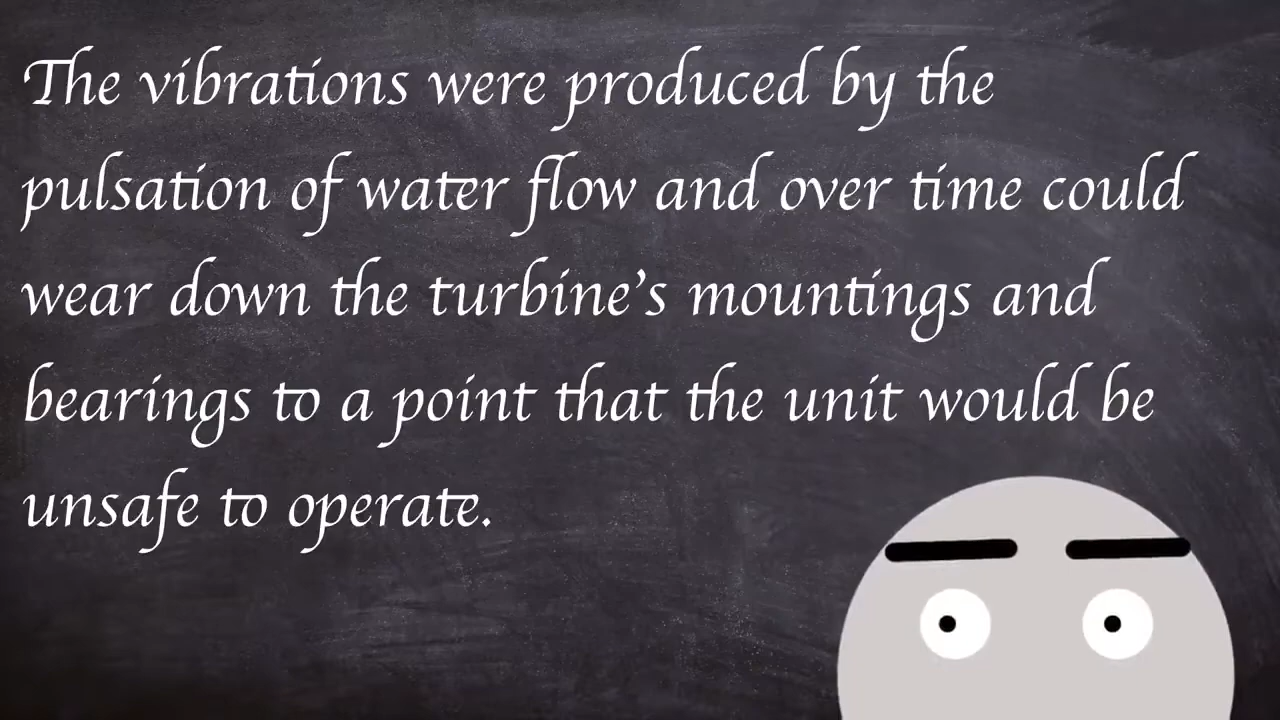 The vibrations were produced by the
pulsation of water flow and over time could
wear down the turbine's mountings and
bearings to a point that the unit would be
unsafe to operate.